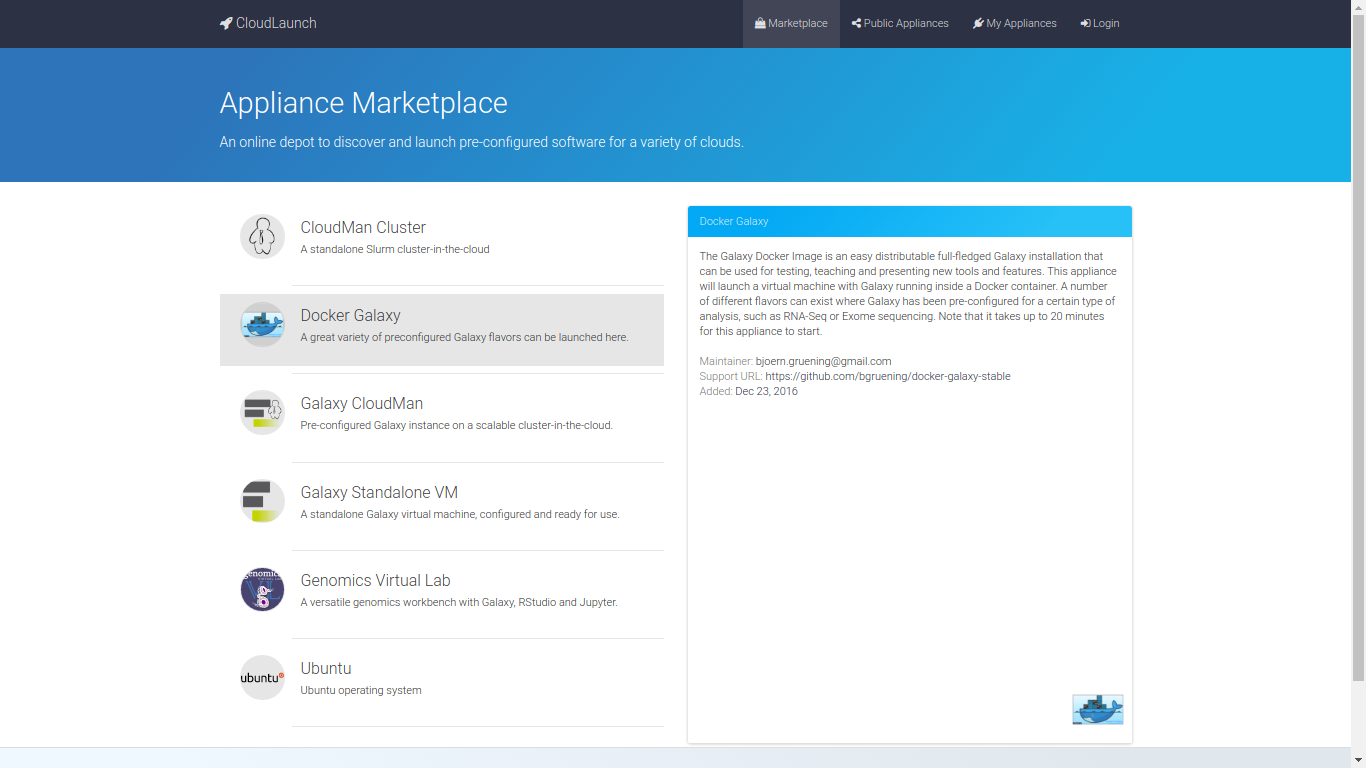 CloudLaunch
Marketplace
Public Appliances
My Appliances
Login
Appliance Marketplace
An online depot to discover and launch pre-configured software for a variety of clouds.
CloudMan Cluster
A standalone Slurm cluster-in-the-cloud
Docker Galaxy
A great variety of preconfigured Galaxy flavors can be launched here.
Galaxy CloudMan
Pre-configured Galaxy instance on a scalable cluster-in-the-cloud.
Galaxy Standalone VM
A standalone Galaxy virtual machine, configured and ready for use.
genomics
Genomics Virtual Lab
A versatile genomics workbench with Galaxy, RStudio and Jupyter.
ubuntu®
Ubuntu
Ubuntu operating system
Docker Galaxy
The Galaxy Docker Image is an easy distributable full-fledged Galaxy installation that
can be used for testing, teaching and presenting new tools and features. This appliance
will launch a virtual machine with Galaxy running inside a Docker container. A number
of different flavors can exist where Galaxy has been pre-configured for a certain type of
analysis, such as RNA-Seq or Exome sequencing. Note that it takes up to 20 minutes
for this appliance to start.
Maintainer: bjoern.gruening@gmail.com
Support URL: https://github.com/bgruening/docker-galaxy-stable
Added: Dec 23, 2016